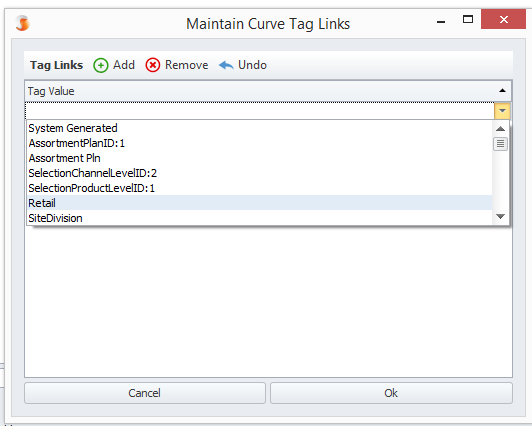 Maintain Curve Tag Links
Tag Links Add Remove Undo
Tag Value
System Generated
AssortmentPlanID:1
Assortment Pln
SelectionChannelLevelID:2
SelectionProductLevelID:1
Retail
SiteDivision
Cancel Ok